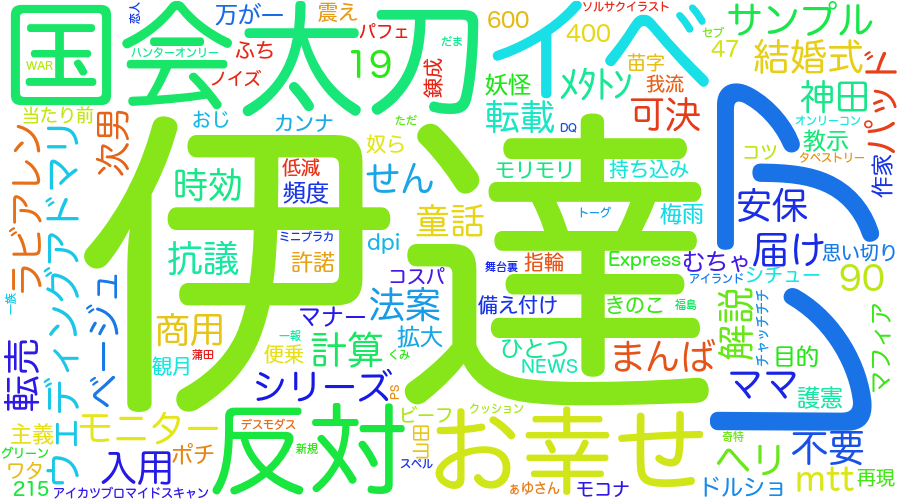 国会
太刀
イベ
サンプル
伊達
クト
反対
お幸せ
WAR
恋人
ハンターオンリー
万が一
ふち
ノイズ
震え
19
パフェ
だま
錬成
妖怪
600
ソルサクイラスト
400
メタトン
転載
DQ
苗字
我流
可決
セブ
47
結婚式
パッド
神田
オンリーコン
教示
タペストリー
コツ
作家
当たり前
次男
おじ
カンナ
ただ
奴ら
低減
頻度
せん
モリモリ
持ち込み
梅雨
安保
届け
思い切り
ラビアレン
ウェディングアドマリ
時効
抗議
ミニプラカ
許諾
dpi
童話
トーグ
舞台裏
指輪
Express
むちゃ
アイランド
シチュー
90
一族
ベージュ
商用
マナー
コスパ
法案
備え付け
きのこ
福島
解説
チャッチチチ
目的
マフィア
転売
観月
蒲田
一報
便乗
計算
くみ
拡大
ひとつ
NEWS
まんば
ママ
護憲
シリーズ
PS
主義
モニター
デスモダス
ビーフ
クッション
山田
グリーン
ワタ
入用
ポチ
新規
スペル
寄特
ヘリ
不要
215
アイカツブロマイドスキャン
ぁゆさん
モコナ
ドルショ
mtt
再現